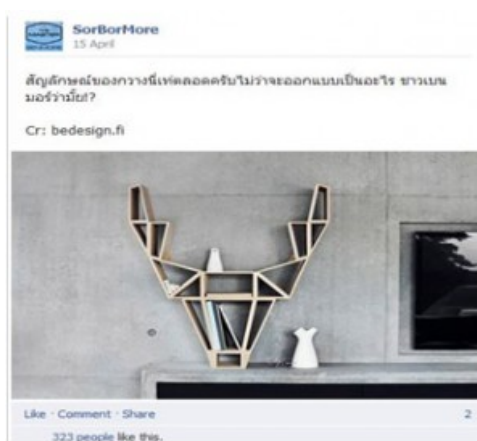 SorBorMore
15 April
สัญลักษณ์ของกวางนี่เท่ตลอดครับไม่ว่าจะออกแบบเป็นอะไร ชาวเบน
มอร์ว่ามั้ย!?
Cr: bedesign.fi
Like · Comment · Share
2
323 people like this.